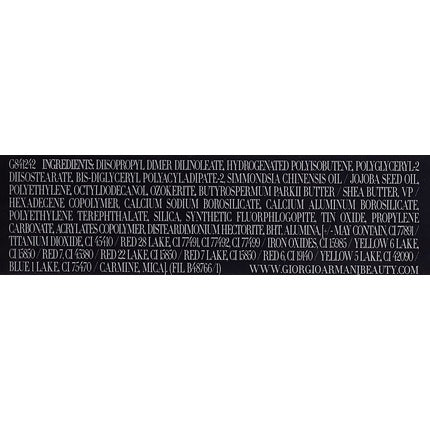 G841242 INGREDIENTS: DIISOPROPYL DIMER DILINOLEATE, HYDROGENATED POLYISOBUTENE, POLYGLYCERYL-2
DIISOSTEARATE, BIS-DIGLYCERYL POLYACYLADIPATE-2, SIMMONDSIA CHINENSIS OIL / JOJOBA SEED OIL,
POLYETHYLENE, OCTYLDODECANOL, OZOKERITE, BUTYROSPERMUM PARKII BUTTER / SHEA BUTTER, VP /
HEXADECENE COPOLYMER, CALCIUM SODIUM BOROSILICATE, CALCIUM ALUMINUM BOROSILICATE,
POLYETHYLENE TEREPHTHALATE, SILICA, SYNTHETIC FLUORPHLOGOPITE, TIN OXIDE, PROPYLENE
CARBONATE, ACRYLATES COPOLYMER, DISTEARDIMONIUM HECTORITE, BHT, ALUMINA, [+/- MAY CONTAIN CI 77891 /
TITANIUM DIOXIDE, CI 45410 / RED 28 LAKE, CI 77491, CI 77492, CI 77499 / IRON OXIDES, CI 15985 / YELLOW 6 LAKE,
CI 15850 / RED 7, CI 45380 / RED 22 LAKE, CI 15850 / RED 7 LAKE, CI 15850 / RED 6, CI 19140 / YELLOW 5 LAKE, CI 42090 /
BLUE 1 LAKE, CI 75470 / CARMINE, MICA]. (FIL B48766/1) WWW.GIORGIOARMANIBEAUTY.COM